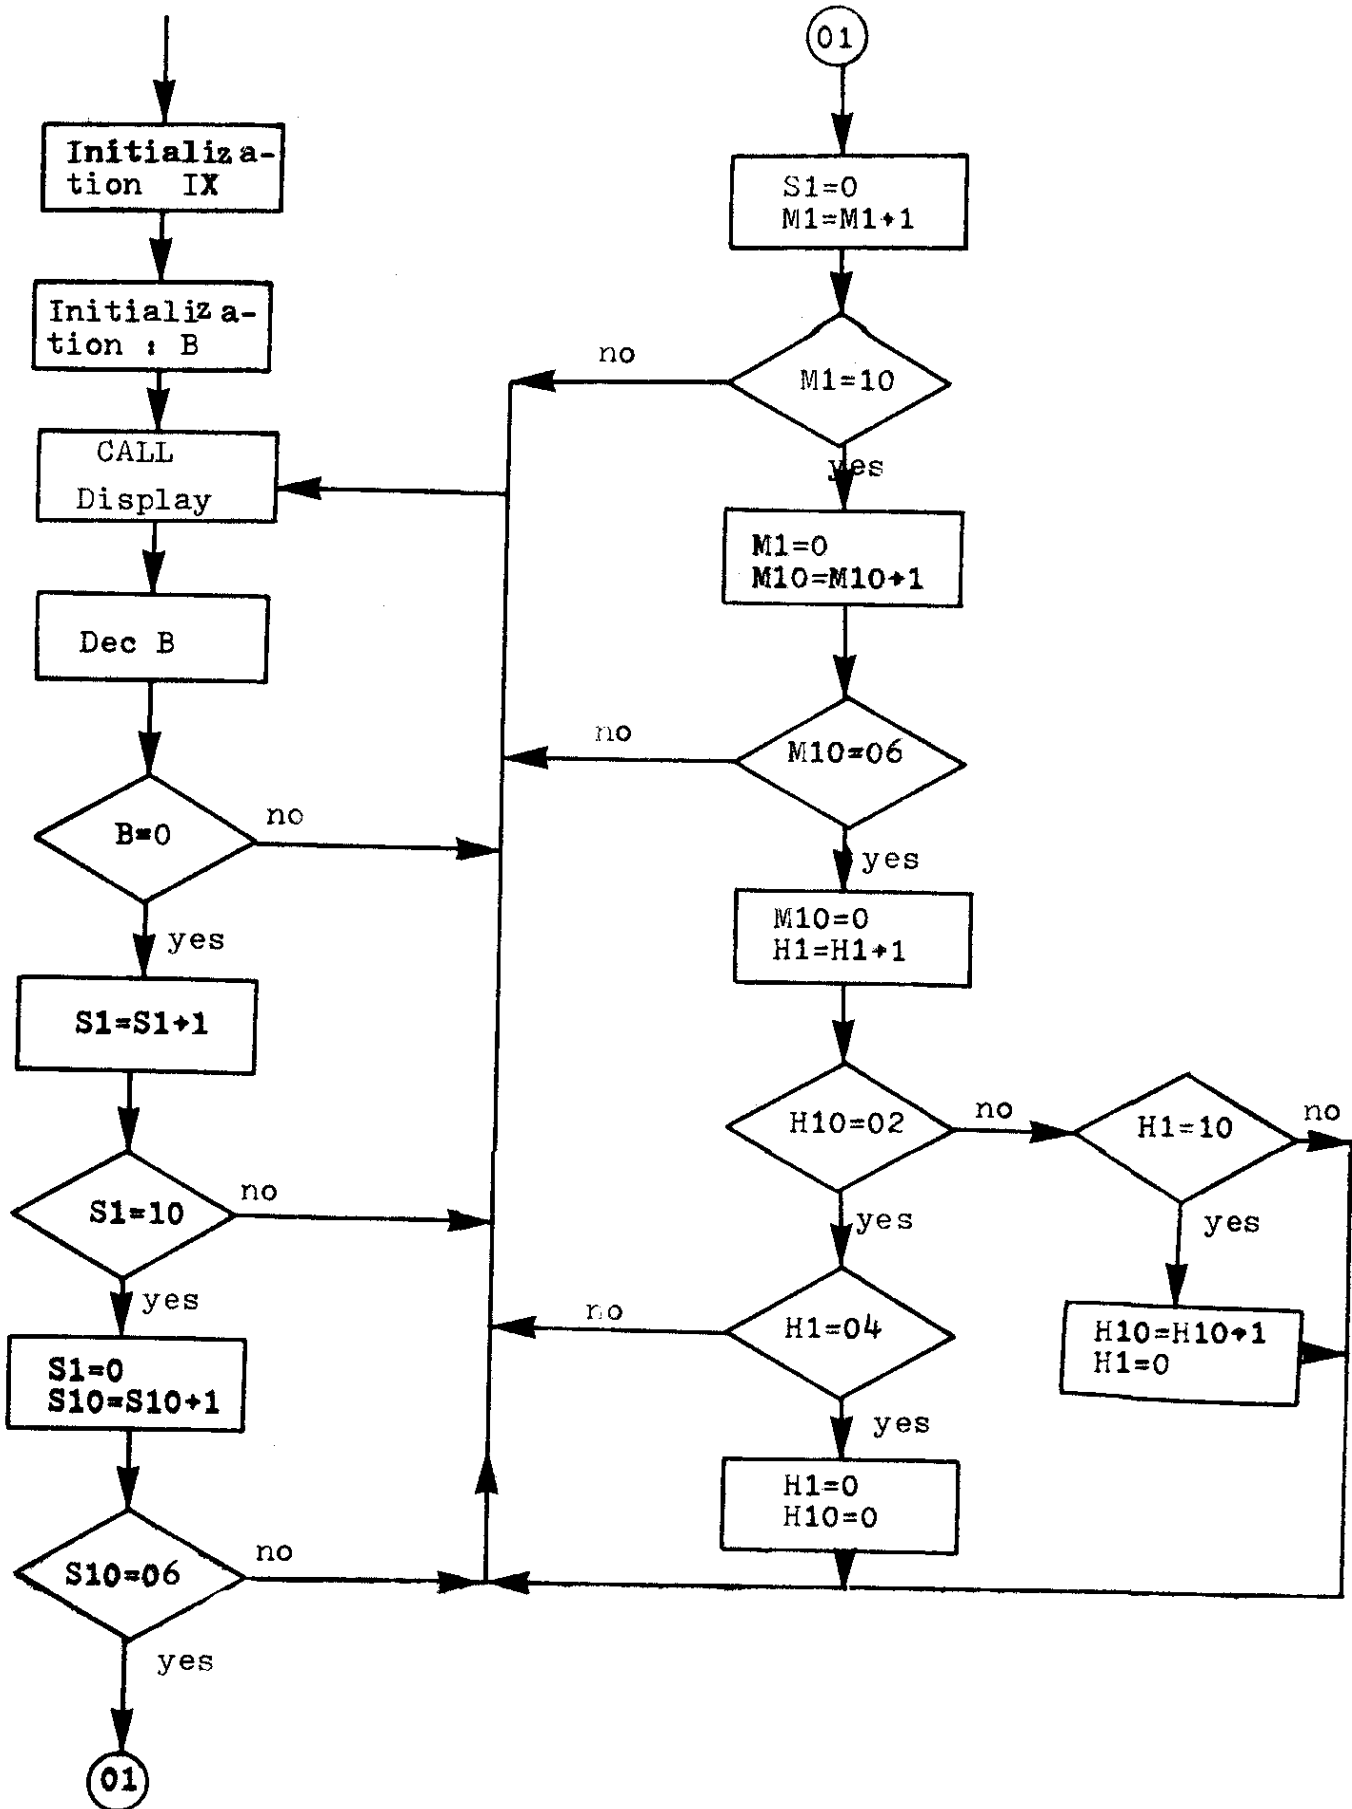 Initializa-
tion IX
Initializa-
tion : B
CALL
Display
Dec B
B=0
no
yes
S1=S1+1
S1=10
no
yes
S1=0
S10=S10+1
S10=06
no
yes
01
01
S1=0
M1=M1+1
M1=10
no
yes
M1=0
M10=M10+1
M10=06
no
yes
M10=0
H1=H1+1
H10=02
no
yes
H1=10
no
yes
H10=H10+1
H1=0
H1=04
no
yes
H1=0
H10=0